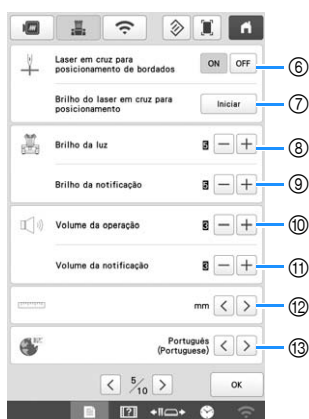 Laser em cruz para
posicionamento de bordados
ON OFF
⑥
Brilho do laser em cruz para
posicionamento
Iniciar
⑦
Brilho da luz
5 − +
⑧
Brilho da notificação
5 − +
⑨
Volume da operação
3 − +
⑩
Volume da notificação
3 − +
⑪
mm < >
⑫
Português
(Portuguese) < >
⑬
< 5/10 > OK